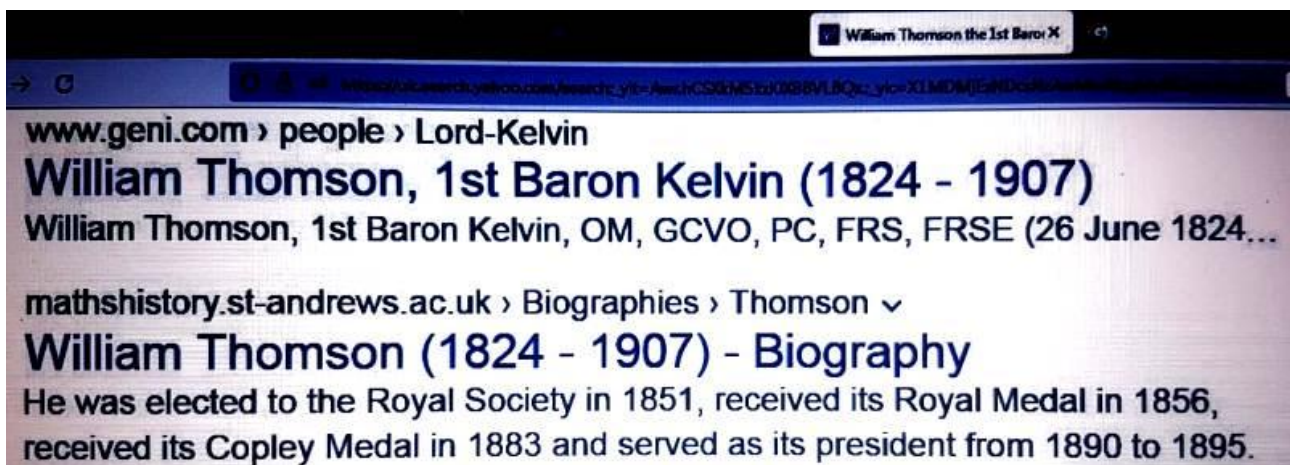 William Thomson the 1st Baron
www.geni.com › people › Lord-Kelvin
William Thomson, 1st Baron Kelvin (1824 - 1907)
William Thomson, 1st Baron Kelvin, OM, GCVO, PC, FRS, FRSE (26 June 1824...
mathshistory.st-andrews.ac.uk › Biographies › Thomson
William Thomson (1824 - 1907) - Biography
He was elected to the Royal Society in 1851, received its Royal Medal in 1856,
received its Copley Medal in 1883 and served as its president from 1890 to 1895.